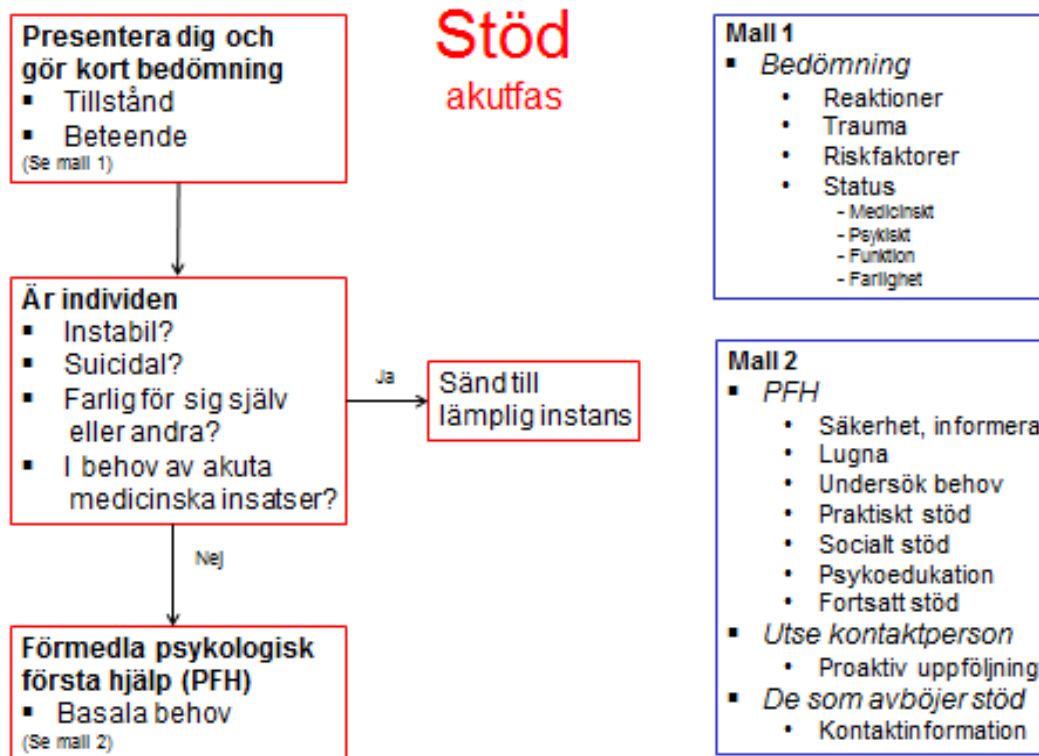 Stöd
akutfas
Presentera dig och
gör kort bedömning
▪ Tillstånd
▪ Beteende
(Se mall 1)
Är individen
▪ Instabil?
▪ Suicidal?
▪ Farlig för sig själv
eller andra?
▪ I behov av akuta
medicinska insatser?
Ja
Sänd till
lämplig instans
Nej
Förmedla psykologisk
första hjälp (PFH)
▪ Basala behov
(Se mall 2)
Mall 1
▪ Bedömning
• Reaktioner
• Trauma
• Riskfaktorer
• Status
- Medicinskt
- Psykiskt
- Funktion
- Farlighet
Mall 2
▪ PFH
• Säkerhet, informera
• Lugna
• Undersök behov
• Praktiskt stöd
• Socialt stöd
• Psykoedukation
• Fortsatt stöd
▪ Utse kontaktperson
• Proaktiv uppföljning
▪ De som avböjer stöd
• Kontaktinformation